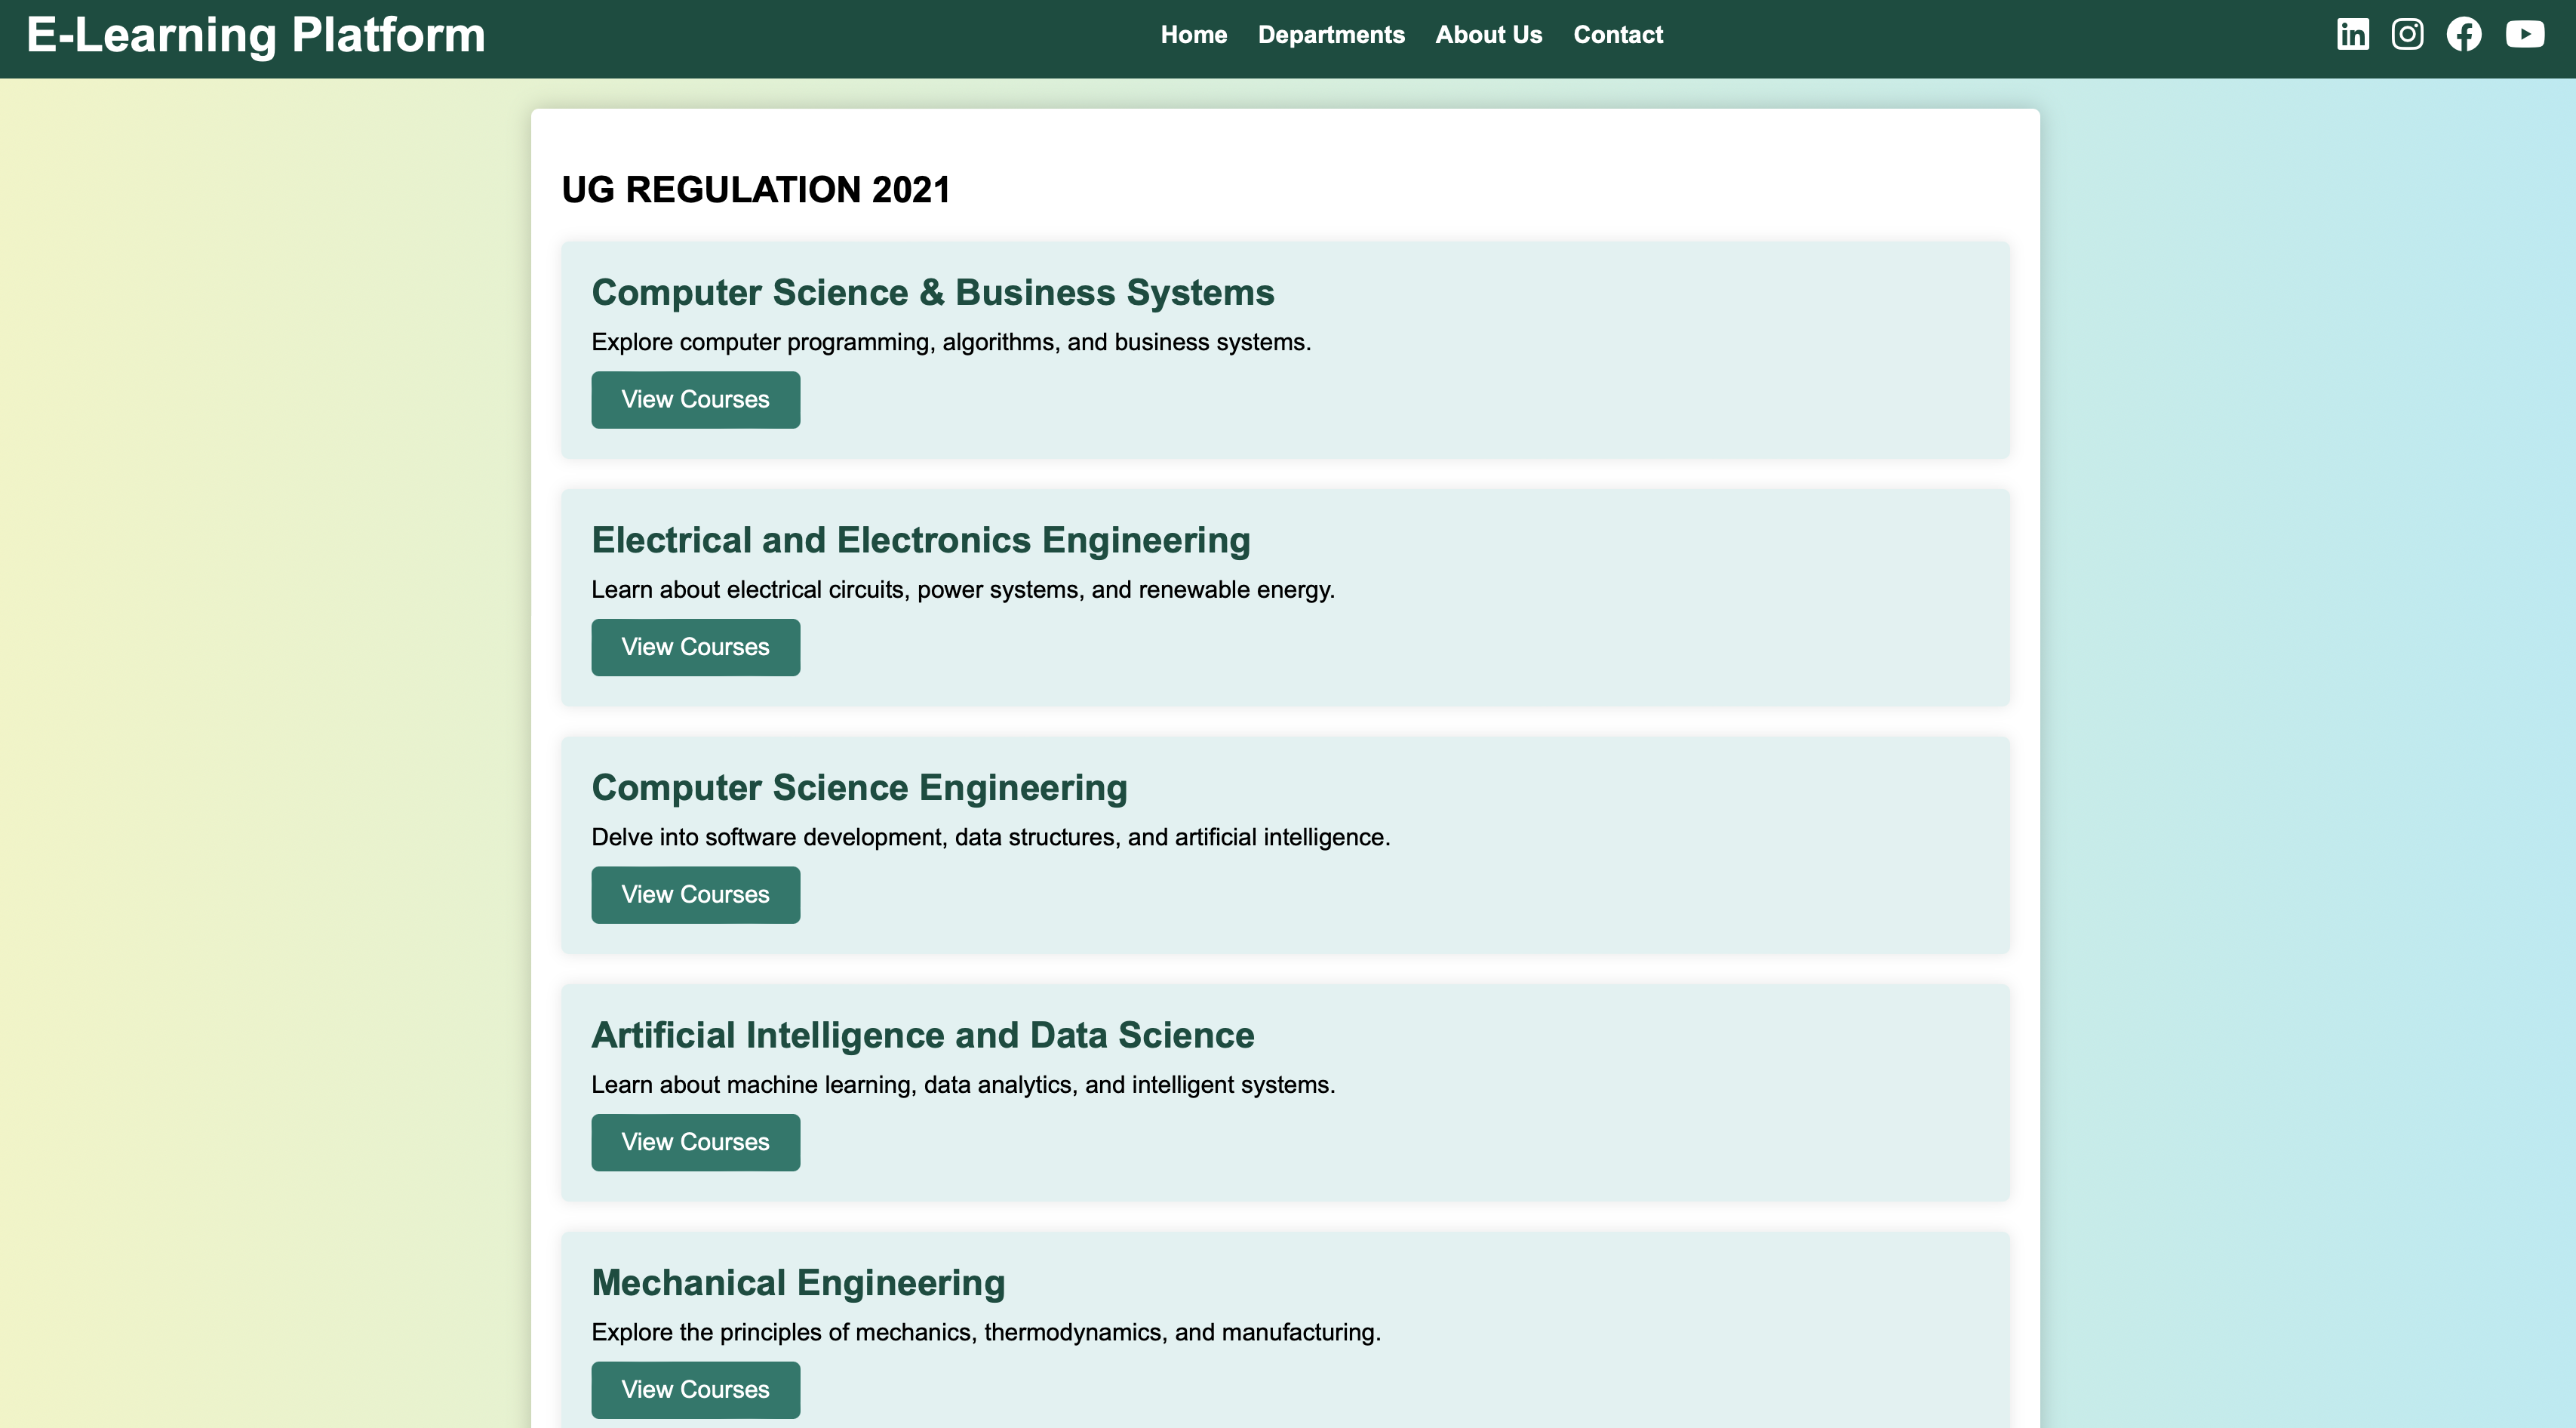 E-Learning Platform
Home Departments About Us Contact
UG REGULATION 2021
Computer Science & Business Systems
Explore computer programming, algorithms, and business systems.
View Courses
Electrical and Electronics Engineering
Learn about electrical circuits, power systems, and renewable energy.
View Courses
Computer Science Engineering
Delve into software development, data structures, and artificial intelligence.
View Courses
Artificial Intelligence and Data Science
Learn about machine learning, data analytics, and intelligent systems.
View Courses
Mechanical Engineering
Explore the principles of mechanics, thermodynamics, and manufacturing.
View Courses